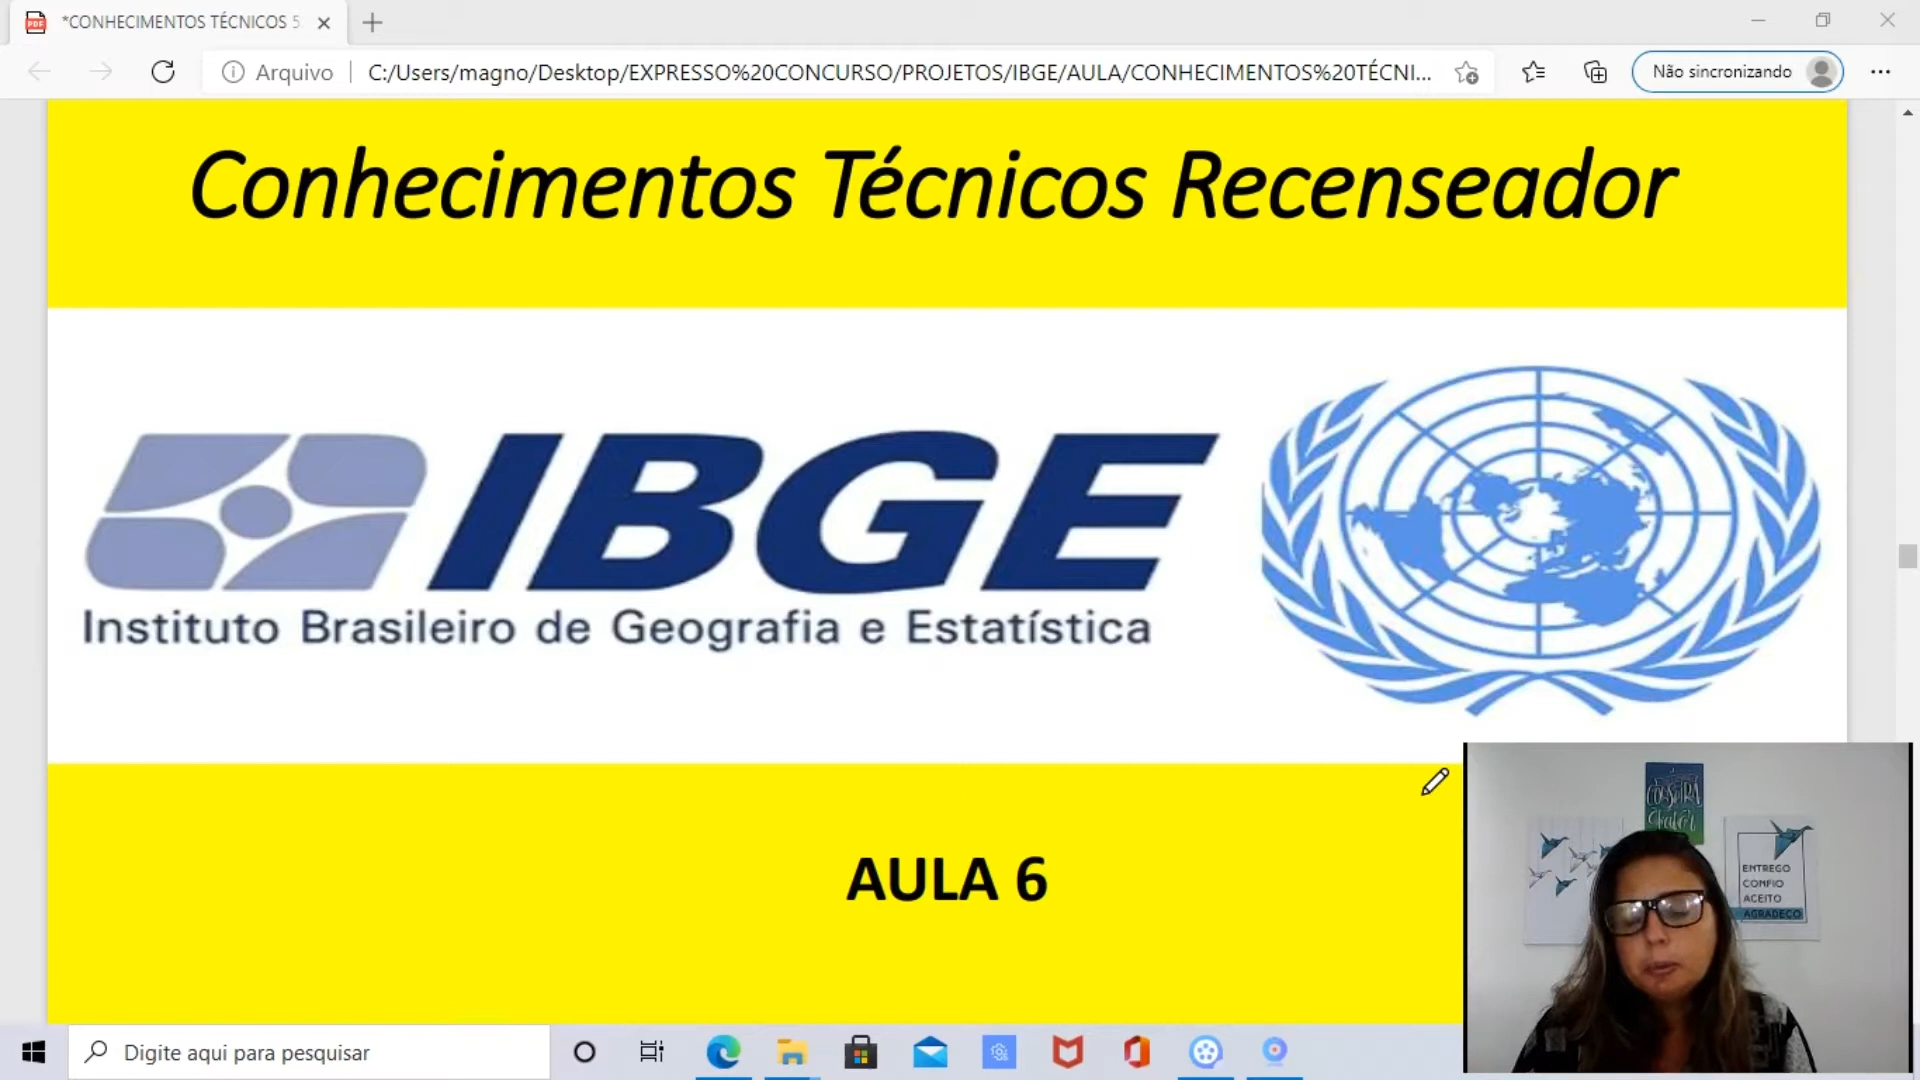 *CONHECIMENTOS TÉCNICOS 5
Arquivo
C:/Users/magno/Desktop/EXPRESSO%20CONCURSO/PROJETOS/IBGE/AULA/CONHECIMENTOS%20TÉCNI...
Não sincronizando
Conhecimentos Técnicos Recenseador
IBGE
Instituto Brasileiro de Geografia e Estatística
AULA 6
ENTREGO
CONFIO
ACEITO
AGRADEÇO
Digite aqui para pesquisar